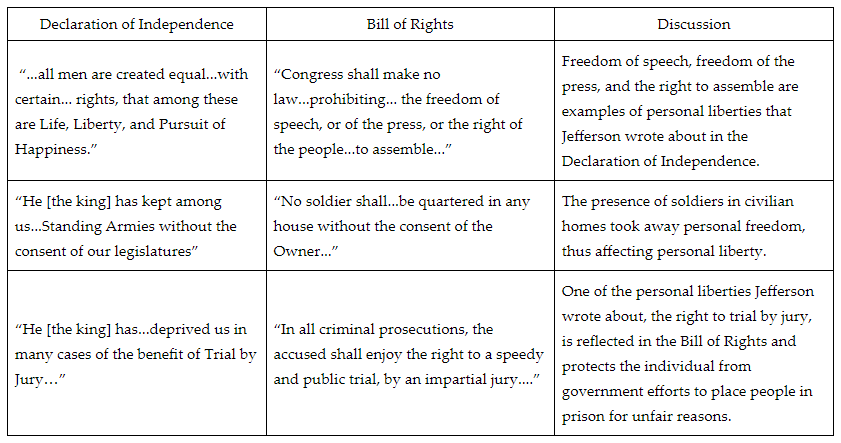 Declaration of Independence
Bill of Rights
Discussion
“...all men are created equal...with
certain... rights, that among these
are Life, Liberty, and Pursuit of
Happiness.”
“Congress shall make no
law...prohibiting... the freedom of
speech, or of the press, or the right of
the people...to assemble...”
Freedom of speech, freedom of the
press, and the right to assemble are
examples of personal liberties that
Jefferson wrote about in the
Declaration of Independence.
“He [the king] has kept among
us...Standing Armies without the
consent of our legislatures”
“No soldier shall...be quartered in any
house without the consent of the
Owner...”
The presence of soldiers in civilian
homes took away personal freedom,
thus affecting personal liberty.
“He [the king] has...deprived us in
many cases of the benefit of Trial by
Jury…”
“In all criminal prosecutions, the
accused shall enjoy the right to a speedy
and public trial, by an impartial jury....”
One of the personal liberties Jefferson
wrote about, the right to trial by jury,
is reflected in the Bill of Rights and
protects the individual from
government efforts to place people in
prison for unfair reasons.